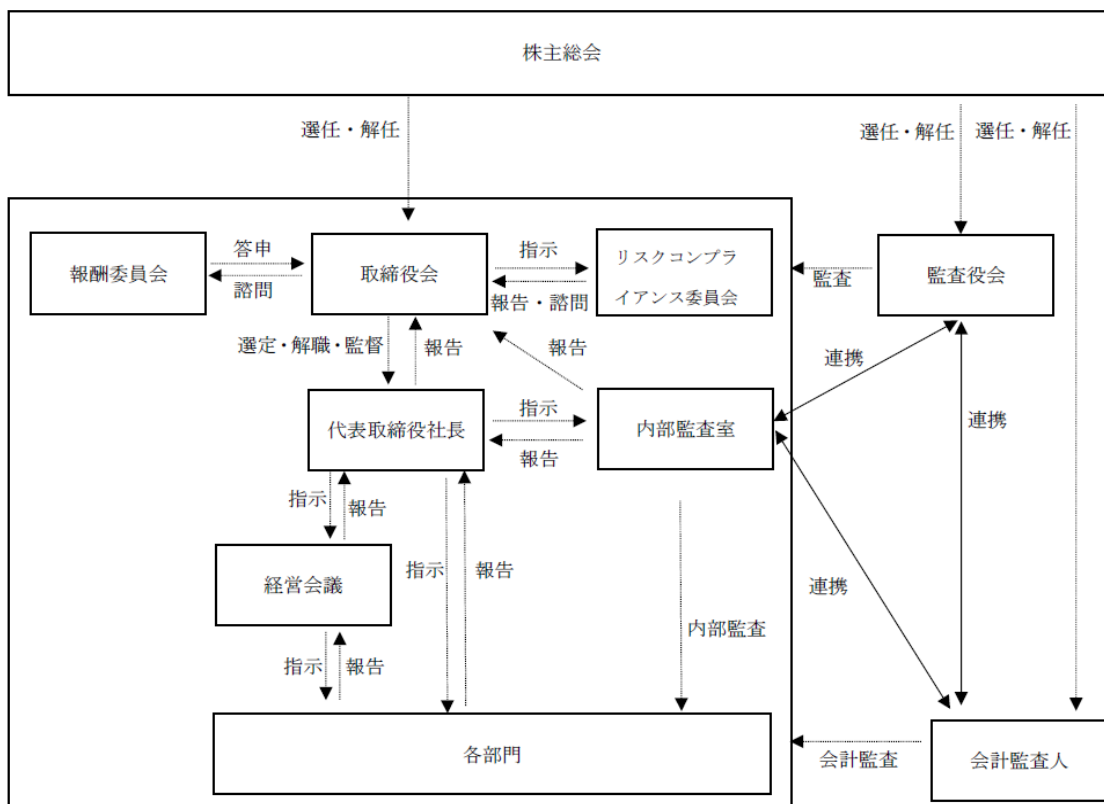 株主総会
選任・解任
選任・解任
選任・解任
報酬委員会
答申
諮問
取締役会
指示
報告・諮問
リスクコンプラ
イアンス委員会
監査
監査役会
選定・解職・監督
報告
報告
連携
代表取締役社長
指示
報告
内部監査室
連携
指示
報告
経営会議
指示
報告
連携
内部監査
指示
報告
各部門
会計監査
会計監査人